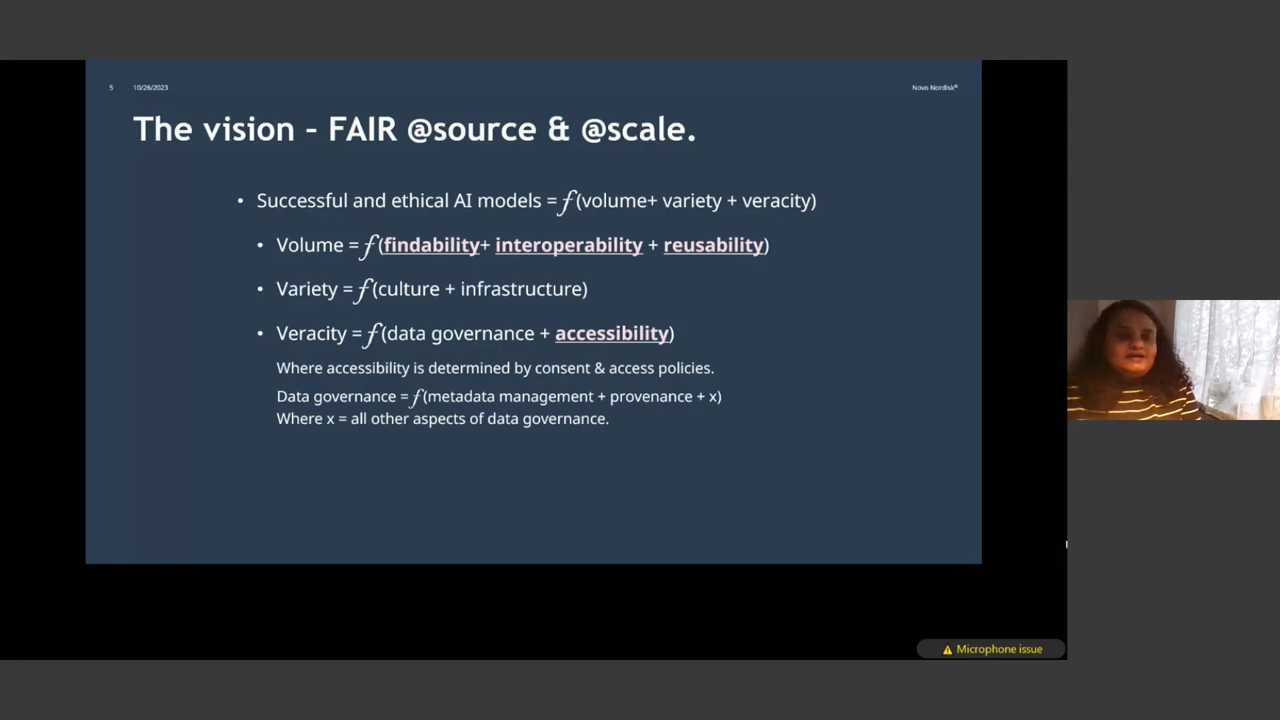 5 10/26/2023 Novo Nordisk®
The vision – FAIR @source & @scale.
• Successful and ethical AI models = f(volume+ variety + veracity)
• Volume = f(findability+ interoperability + reusability)
• Variety = f(culture + infrastructure)
• Veracity = f(data governance + accessibility)
Where accessibility is determined by consent & access policies.
Data governance = f(metadata management + provenance + x)
Where x = all other aspects of data governance.
Microphone issue